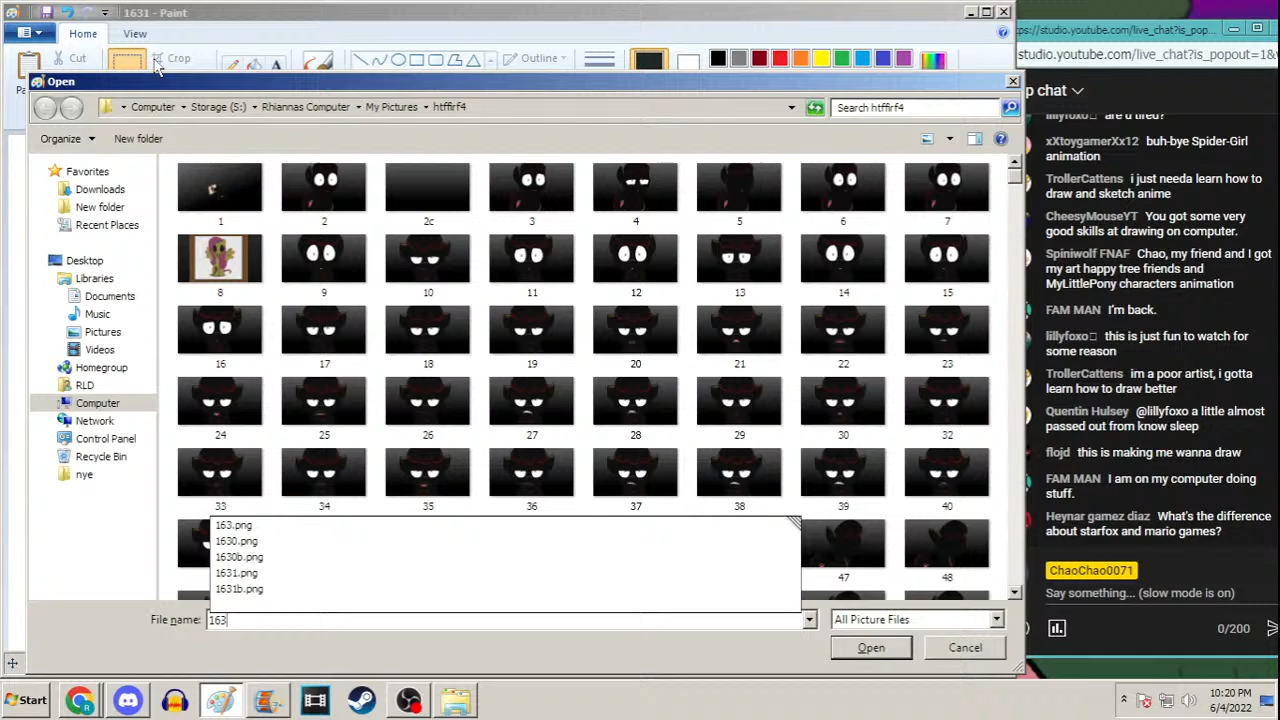 1631 - Paint
Home View
Cut Crop Outline
Open
Computer Storage (S:) Rhiannas Computer My Pictures htffirf4
Search htffirf4
Organize New folder
Favorites
Downloads
New folder
Recent Places
Desktop
Libraries
Documents
Music
Pictures
Videos
Homegroup
RLD
Computer
Network
Control Panel
Recycle Bin
nye
1 2 2c 3 4 5 6 7
8 9 10 11 12 13 14 15
16 17 18 19 20 21 22 23
24 25 26 27 28 29 30 32
33 34 35 36 37 38 39 40
47 48
163.png
1630.png
1630b.png
1631.png
1631b.png
File name: 163
All Picture Files
Open Cancel
ttps://studio.youtube.com/live_chat?is_pop...
studio.youtube.com/live_chat?is_popout=1&
p chat
lillyfoxo are u tired?
xXtoygamerXx12 buh-bye Spider-Girl
animation
TrollerCattens i just needa learn how to
draw and sketch anime
CheesyMouseYT You got some very
good skills at drawing on computer.
Spiniwolf FNAF Chao, my friend and I got
my art happy tree friends and
MyLittlePony characters animation
FAM MAN I'm back.
lillyfoxo this is just fun to watch for
some reason
TrollerCattens im a poor artist, i gotta
learn how to draw better
Quentin Hulsey @lillyfoxo a little almost
passed out from know sleep
flojd this is making me wanna draw
FAM MAN I am on my computer doing
stuff.
Heynar gamez diaz What's the difference
about starfox and mario games?
ChaoChao0071
Say something... (slow mode is on)
0/200
Start
10:20 PM
6/4/2022